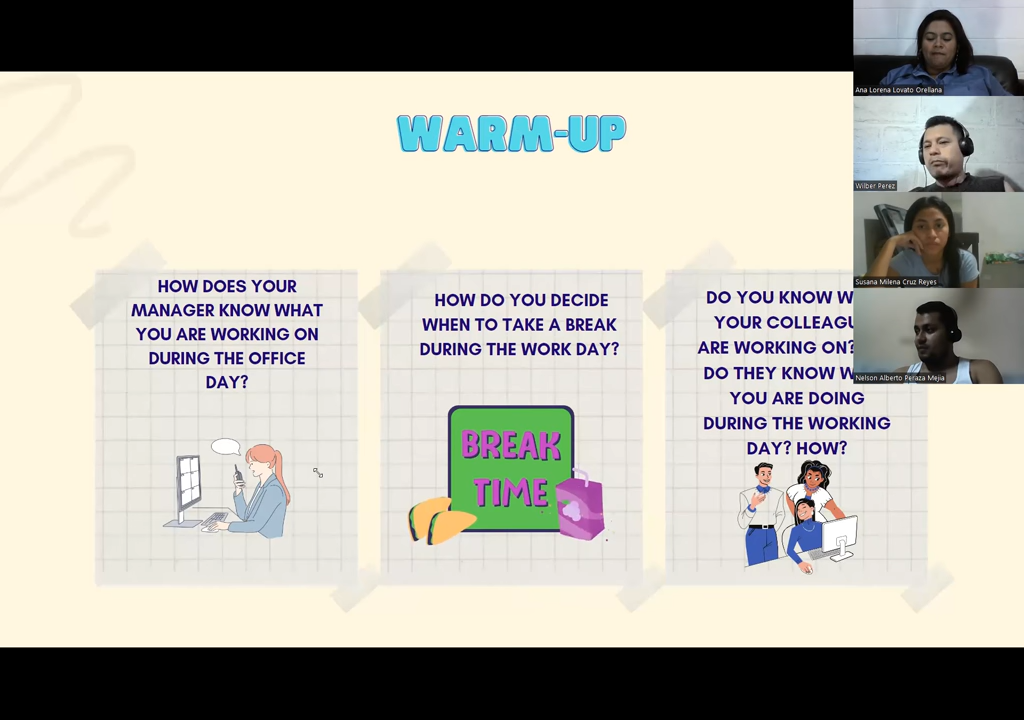 WARM-UP
HOW DOES YOUR
MANAGER KNOW WHAT
YOU ARE WORKING ON
DURING THE OFFICE
DAY?
HOW DO YOU DECIDE
WHEN TO TAKE A BREAK
DURING THE WORK DAY?
BREAK
TIME
DO YOU KNOW
YOUR
ARE WORKING ON?
DO THEY KNOW
YOU ARE DOING
DURING THE WORKING
DAY? HOW?
Ana Lorena Lovato Orellana
Wilber Perez
Susana Milena Cruz Reyes
Nelson Alberto Peraza Mejia